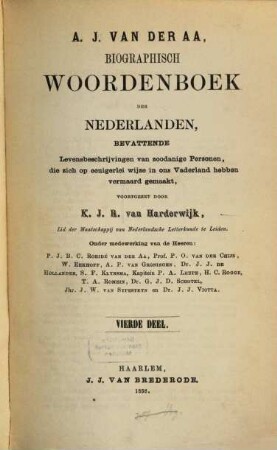 A. J. VAN DER AA,
BIOGRAPHISCH
WOORDENBOEK
DER
NEDERLANDEN,
BEVATTENDE
Levensbeschrijvingen van zoodanige Personen,
die zich op eenigerlei wijze in ons Vaderland hebben
vermaard gemaakt,
VOORTGEZET DOOR
K. J. R. van Harderwijk,
Lid der Maatschappij van Nederlandsche Letterkunde te Leiden.
Onder medewerking van de Heeren:
P. J. B. C. ROBIDÉ VAN DER AA, Prof. P. O. VAN DER CHIJS,
W. EEKHOFF, A. P. VAN GRONINGEN, Dr. J. J. DE
HOLLANDER, S. F. KLYNSMA, Kapitein P. A. LEUPE, H. C. ROGGE,
T. A. ROMEIN, Dr. G. D. J. SCHOTEL,
Jhr. J. W. VAN SYPESTEYN en Dr. J. J. VIOTTA.
VIERDE DEEL.
HAARLEM,
J. J. VAN BREDERODE.